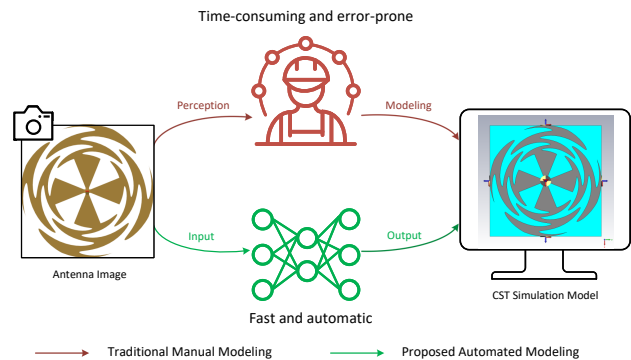 Time-consuming and error-prone
Perception
Modeling
Input
Output
Antenna Image
CST Simulation Model
Fast and automatic
Traditional Manual Modeling
Proposed Automated Modeling